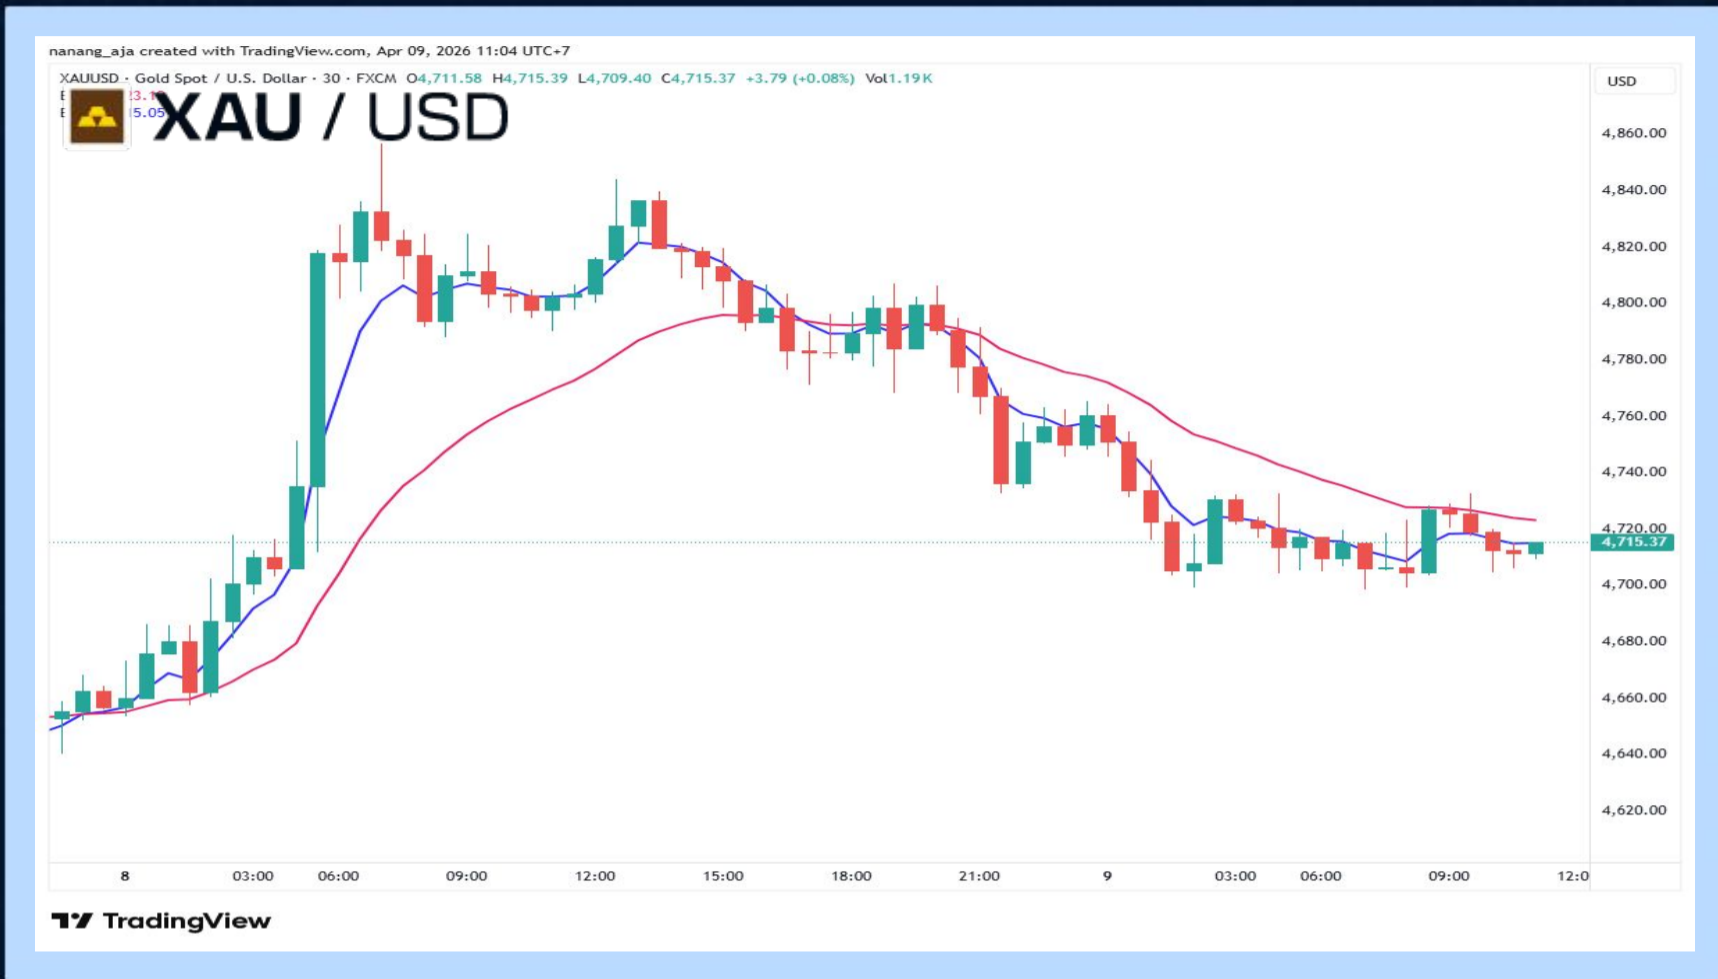 nanang_aja created with TradingView.com, Apr 09, 2026 11:04 UTC+7
XAUUSD · Gold Spot / U.S. Dollar · 30 · FXCM O4,711.58 H4,715.39 L4,709.40 C4,715.37 +3.79 (+0.08%) Vol1.19K
USD
XAU / USD
4,860.00
4,840.00
4,820.00
4,800.00
4,780.00
4,760.00
4,740.00
4,720.00
4,715.37
4,700.00
4,680.00
4,660.00
4,640.00
4,620.00
8 03:00 06:00 09:00 12:00 15:00 18:00 21:00 9 03:00 06:00 09:00 12:0
TradingView